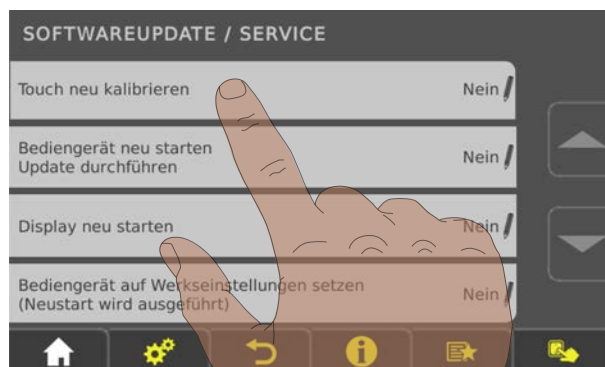 SOFTWAREUPDATE / SERVICE
Touch neu kalibrieren Nein
Bediengerät neu starten
Update durchführen Nein
Display neu starten Nein
Bediengerät auf Werkseinstellungen setzen
(Neustart wird ausgeführt) Nein